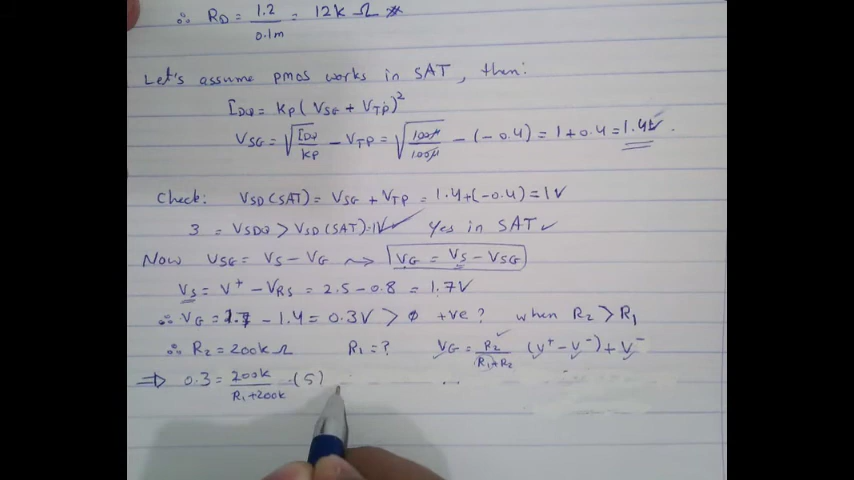 ∴ RD = 1.2 / 0.1m = 12k Ω
Let's assume pmos works in SAT, then:
IDQ = KP (VSG + VTP)²
VSG = √(IDQ / KP) - VTP = √(100μ / 100μ) - (-0.4) = 1 + 0.4 = 1.4V.
Check: VSD(SAT) = VSG + VTP = 1.4 + (-0.4) = 1V
3 = VSDQ > VSD(SAT) = 1V ✓ Yes in SAT ✓
Now VSG = VS - VG ⇝ VG = VS - VSG
VS = V⁺ - VRS = 2.5 - 0.8 = 1.7V
∴ VG = 1.7 - 1.4 = 0.3V > 0 +ve? when R2 > R1
∴ R2 = 200k Ω R1 = ? VG = R2 / (R1+R2) (V⁺ - V⁻) + V⁻
⇒ 0.3 = 200k / (R1+200k) · (5)